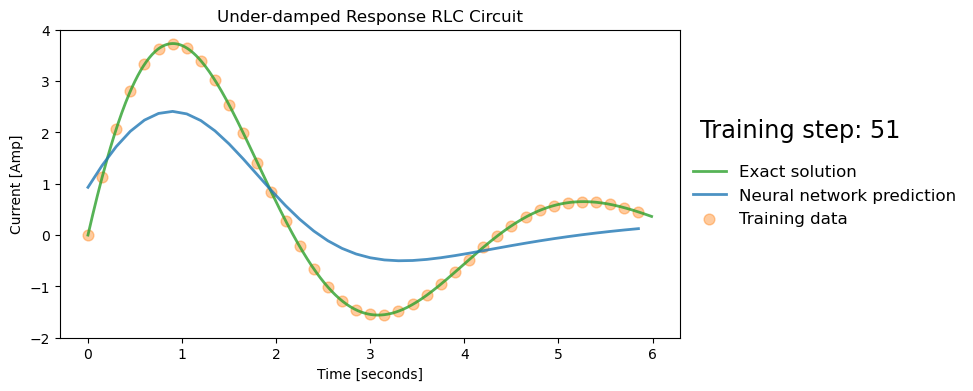 Under-damped Response RLC Circuit
4
3
2
1
0
−1
−2
Current [Amp]
0 1 2 3 4 5 6
Time [seconds]
Training step: 51
Exact solution
Neural network prediction
Training data